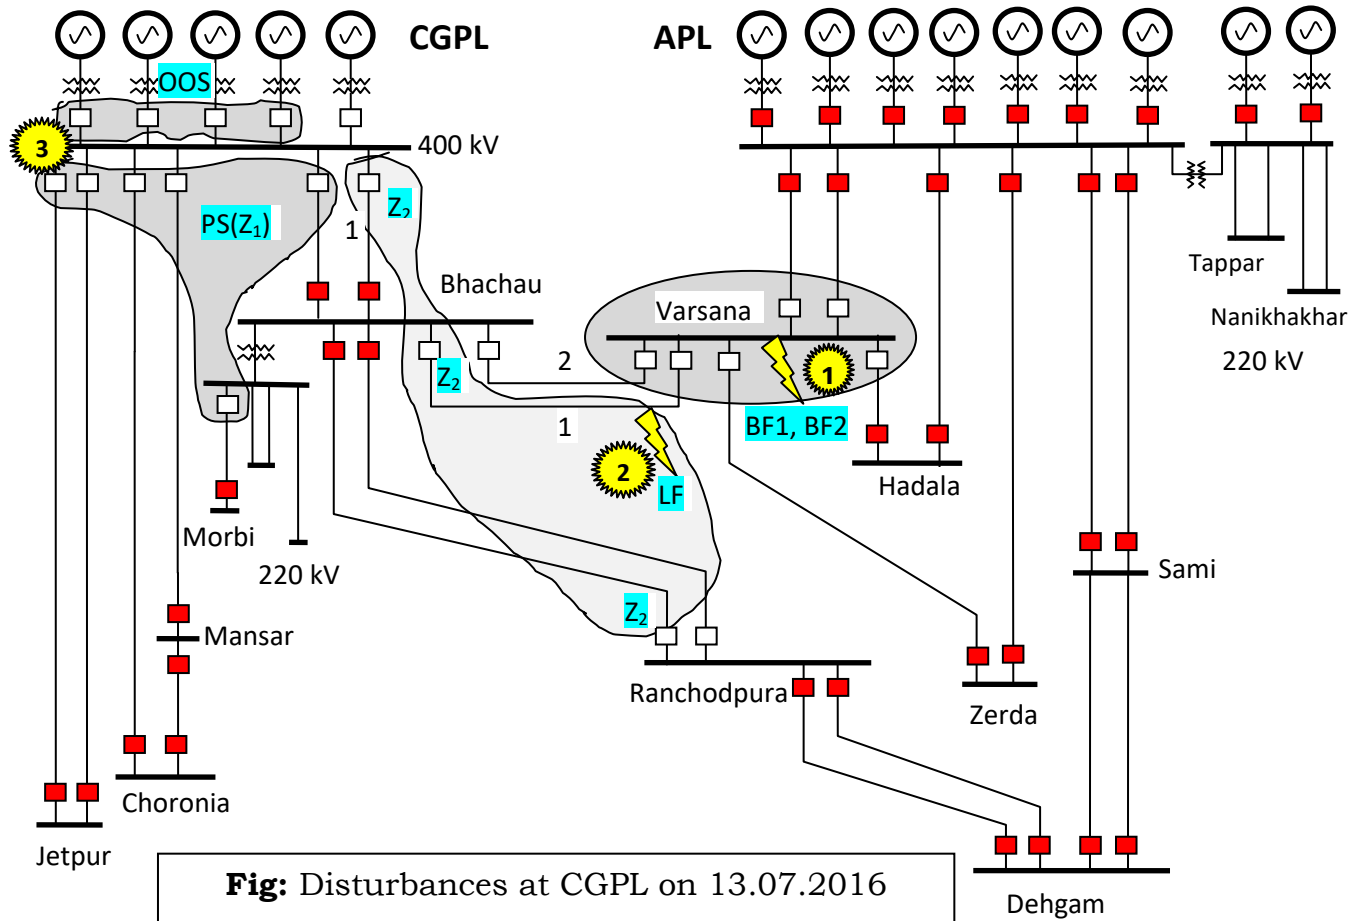 CGPL
APL
OOS
3
400 kV
Z₂
PS(Z₁)
1
Tappar
Bhachau
Varsana
Nanikhakhar
220 kV
2
Z₂
1
BF1, BF2
1
2
LF
Hadala
Morbi
220 kV
Sami
Z₂
Mansar
Ranchodpura
Zerda
Choronia
Jetpur
Fig: Disturbances at CGPL on 13.07.2016
Dehgam